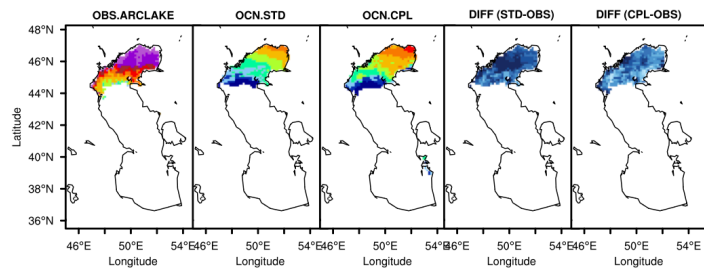 OBS.ARCLAKE OCN.STD OCN.CPL DIFF (STD-OBS) DIFF (CPL-OBS)
48°N
46°N
44°N
42°N
40°N
38°N
36°N
Latitude
46°E 50°E 54°E 46°E 50°E 54°E 46°E 50°E 54°E 46°E 50°E 54°E 46°E 50°E 54°E
Longitude Longitude Longitude Longitude Longitude